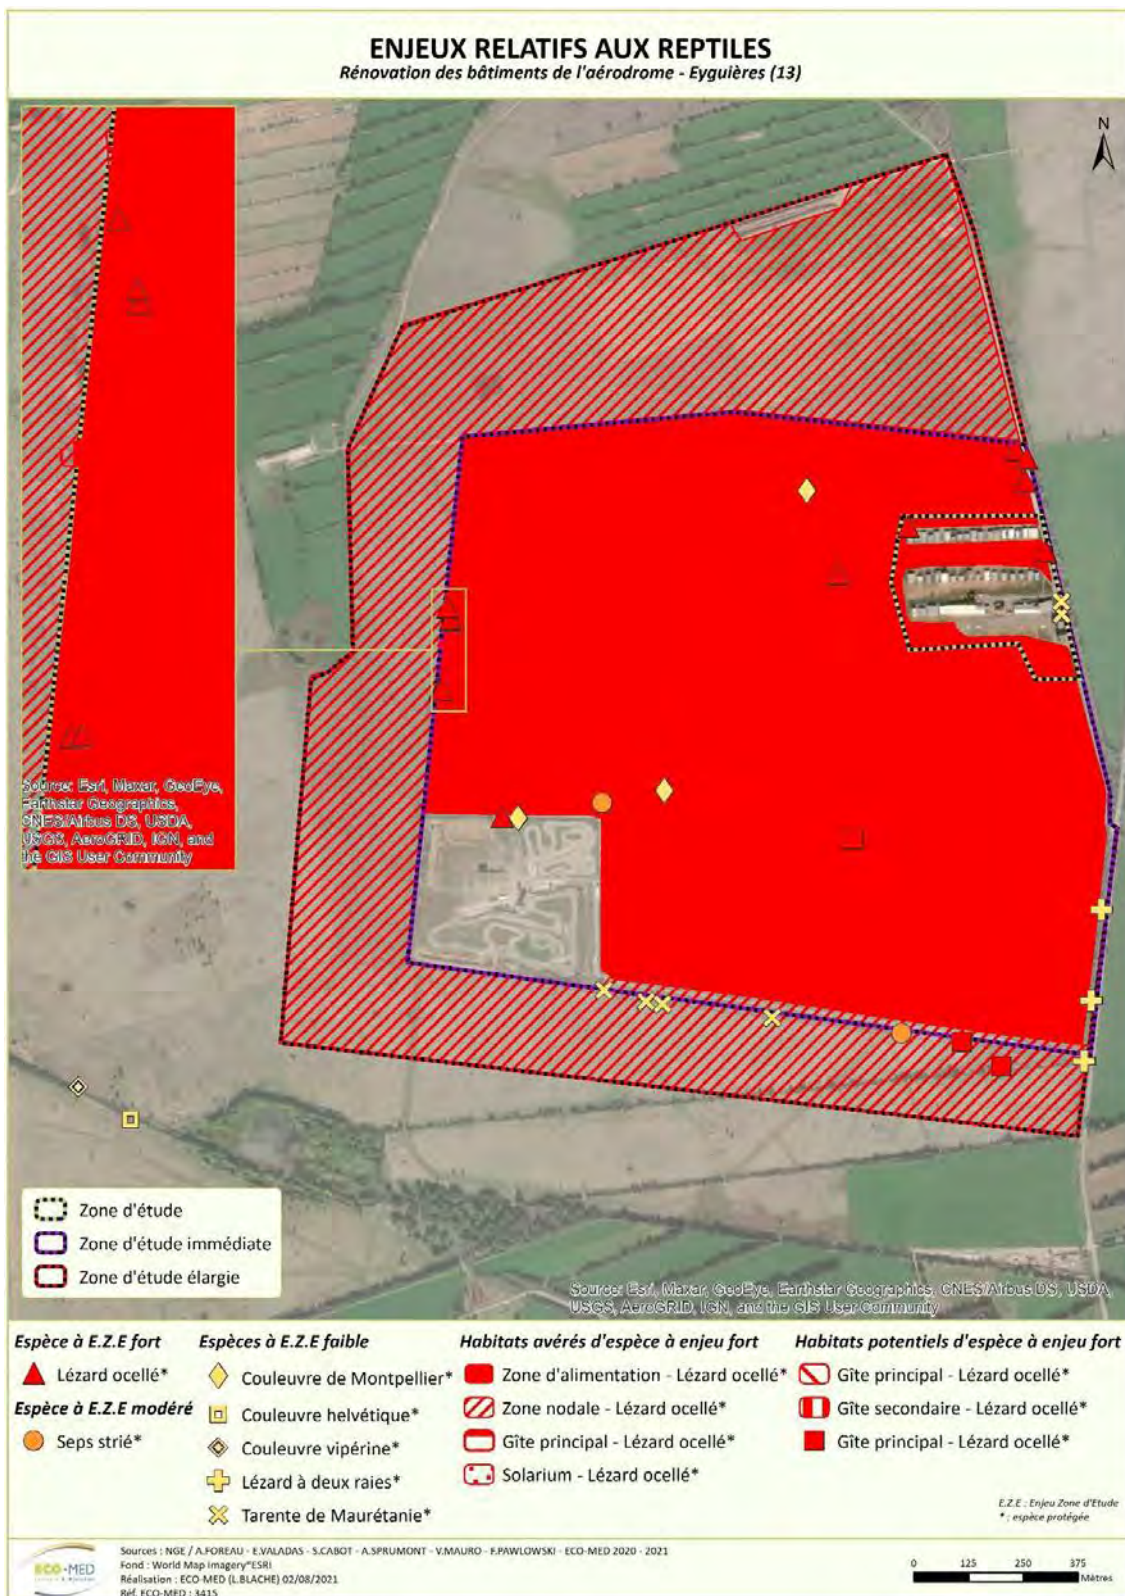 ENJEUX RELATIFS AUX REPTILES
Rénovation des bâtiments de l'aérodrome - Eyguières (13)
N
Source: Esri, Maxar, GeoEye,
Earthstar Geographics,
CNES/Airbus DS, USDA,
USGS, AeroGRID, IGN, and
the GIS User Community
Zone d'étude
Zone d'étude immédiate
Zone d'étude élargie
Source: Esri, Maxar, GeoEye, Earthstar Geographics, CNES/Airbus DS, USDA,
USGS, AeroGRID, IGN, and the GIS User Community
Espèce à E.Z.E fort
Lézard ocellé*
Espèce à E.Z.E modéré
Seps strié*
Espèces à E.Z.E faible
Couleuvre de Montpellier*
Couleuvre helvétique*
Couleuvre vipérine*
Lézard à deux raies*
Tarente de Maurétanie*
Habitats avérés d'espèce à enjeu fort
Zone d'alimentation - Lézard ocellé*
Zone nodale - Lézard ocellé*
Gîte principal - Lézard ocellé*
Solarium - Lézard ocellé*
Habitats potentiels d'espèce à enjeu fort
Gîte principal - Lézard ocellé*
Gîte secondaire - Lézard ocellé*
Gîte principal - Lézard ocellé*
E.Z.E : Enjeu Zone d'Etude
* : espèce protégée
ECO-MED
Sources : NGE / A.FOREAU - E.VALADAS - S.CABOT - A.SPRUMONT - V.MAURO - F.PAWLOWSKI - ECO-MED 2020 - 2021
Fond : World Map Imagery"ESRI
Réalisation : ECO-MED (L.BLACHE) 02/08/2021
Réf. ECO-MED : 3415
0 125 250 375
Mètres